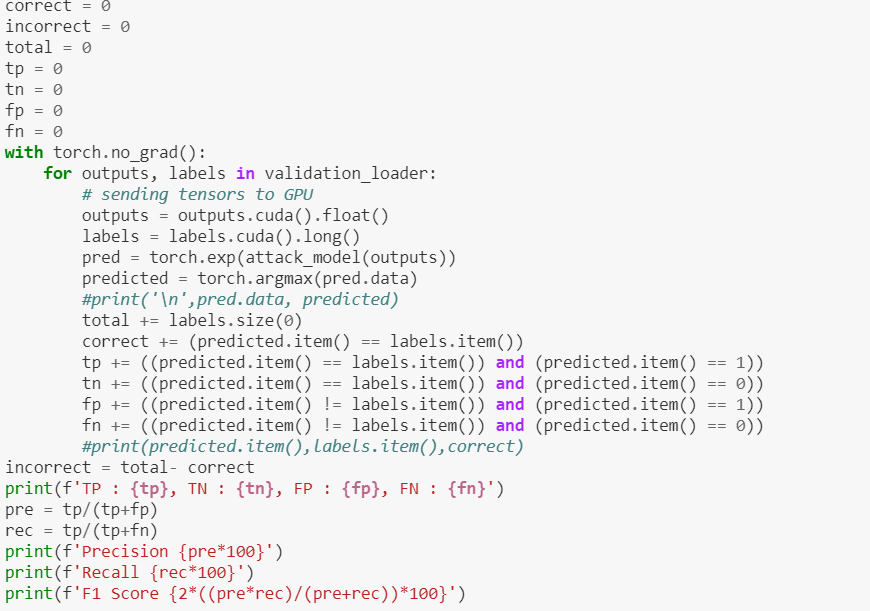 correct = 0
incorrect = 0
total = 0
tp = 0
tn = 0
fp = 0
fn = 0
with torch.no_grad():
    for outputs, labels in validation_loader:
        # sending tensors to GPU
        outputs = outputs.cuda().float()
        labels = labels.cuda().long()
        pred = torch.exp(attack_model(outputs))
        predicted = torch.argmax(pred.data)
        #print('\n',pred.data, predicted)
        total += labels.size(0)
        correct += (predicted.item() == labels.item())
        tp += ((predicted.item() == labels.item()) and (predicted.item() == 1))
        tn += ((predicted.item() == labels.item()) and (predicted.item() == 0))
        fp += ((predicted.item() != labels.item()) and (predicted.item() == 1))
        fn += ((predicted.item() != labels.item()) and (predicted.item() == 0))
        #print(predicted.item(),labels.item(),correct)
incorrect = total- correct
print(f'TP : {tp}, TN : {tn}, FP : {fp}, FN : {fn}')
pre = tp/(tp+fp)
rec = tp/(tp+fn)
print(f'Precision {pre*100}')
print(f'Recall {rec*100}')
print(f'F1 Score {2*((pre*rec)/(pre+rec))*100}')